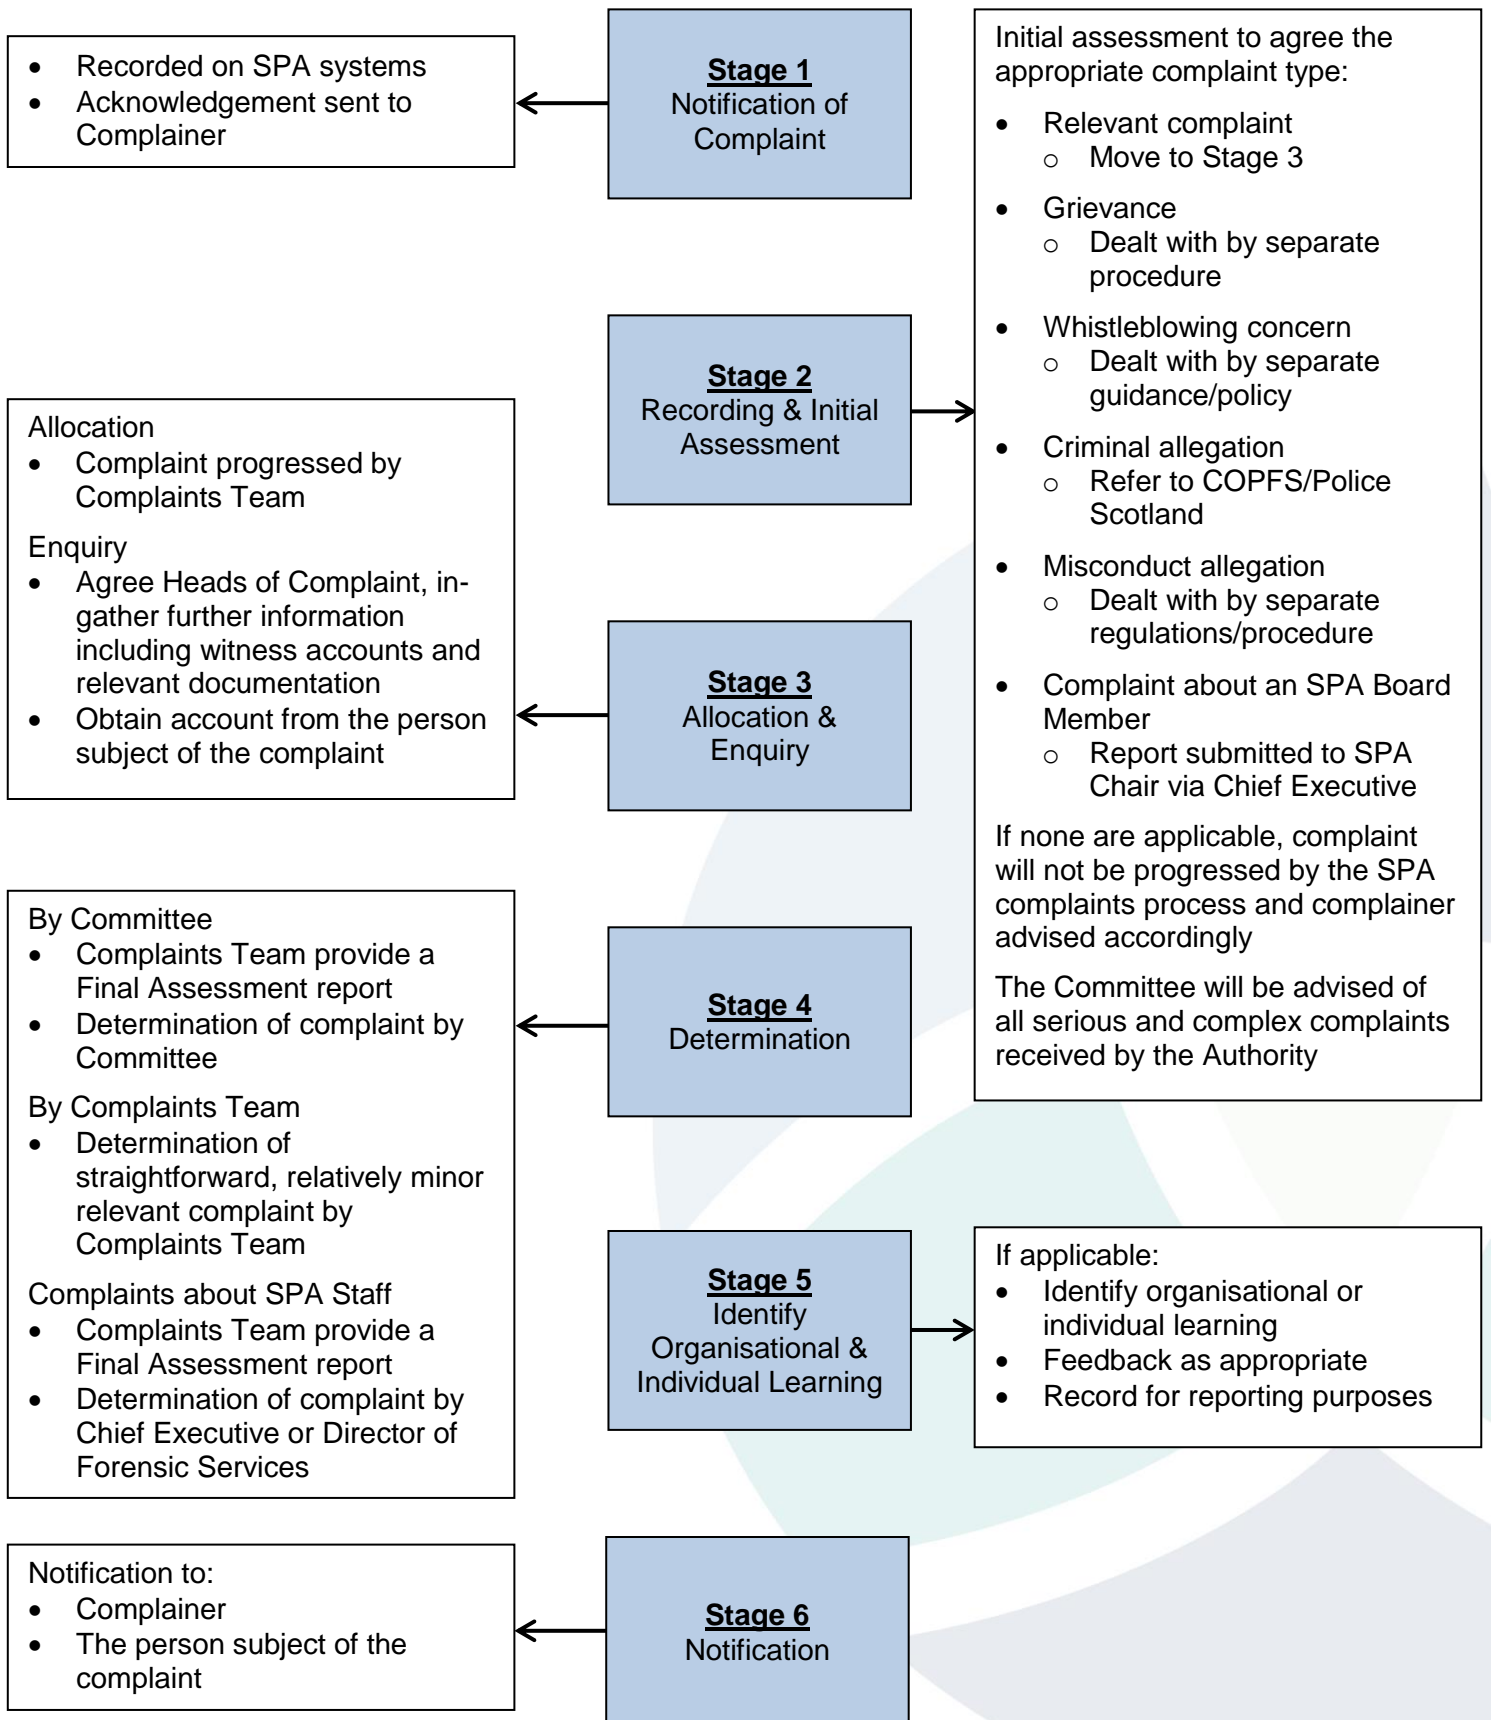 Stage 1
Notification of
Complaint
• Recorded on SPA systems
• Acknowledgement sent to
Complainer
Stage 2
Recording & Initial
Assessment
Initial assessment to agree the
appropriate complaint type:
• Relevant complaint
o Move to Stage 3
• Grievance
o Dealt with by separate
procedure
• Whistleblowing concern
o Dealt with by separate
guidance/policy
• Criminal allegation
o Refer to COPFS/Police
Scotland
• Misconduct allegation
o Dealt with by separate
regulations/procedure
• Complaint about an SPA Board
Member
o Report submitted to SPA
Chair via Chief Executive
If none are applicable, complaint
will not be progressed by the SPA
complaints process and complainer
advised accordingly
The Committee will be advised of
all serious and complex complaints
received by the Authority
Stage 3
Allocation &
Enquiry
Allocation
• Complaint progressed by
Complaints Team
Enquiry
• Agree Heads of Complaint, in-
gather further information
including witness accounts and
relevant documentation
• Obtain account from the person
subject of the complaint
Stage 4
Determination
By Committee
• Complaints Team provide a
Final Assessment report
• Determination of complaint by
Committee
By Complaints Team
• Determination of
straightforward, relatively minor
relevant complaint by
Complaints Team
Complaints about SPA Staff
• Complaints Team provide a
Final Assessment report
• Determination of complaint by
Chief Executive or Director of
Forensic Services
Stage 5
Identify
Organisational &
Individual Learning
If applicable:
• Identify organisational or
individual learning
• Feedback as appropriate
• Record for reporting purposes
Stage 6
Notification
Notification to:
• Complainer
• The person subject of the
complaint